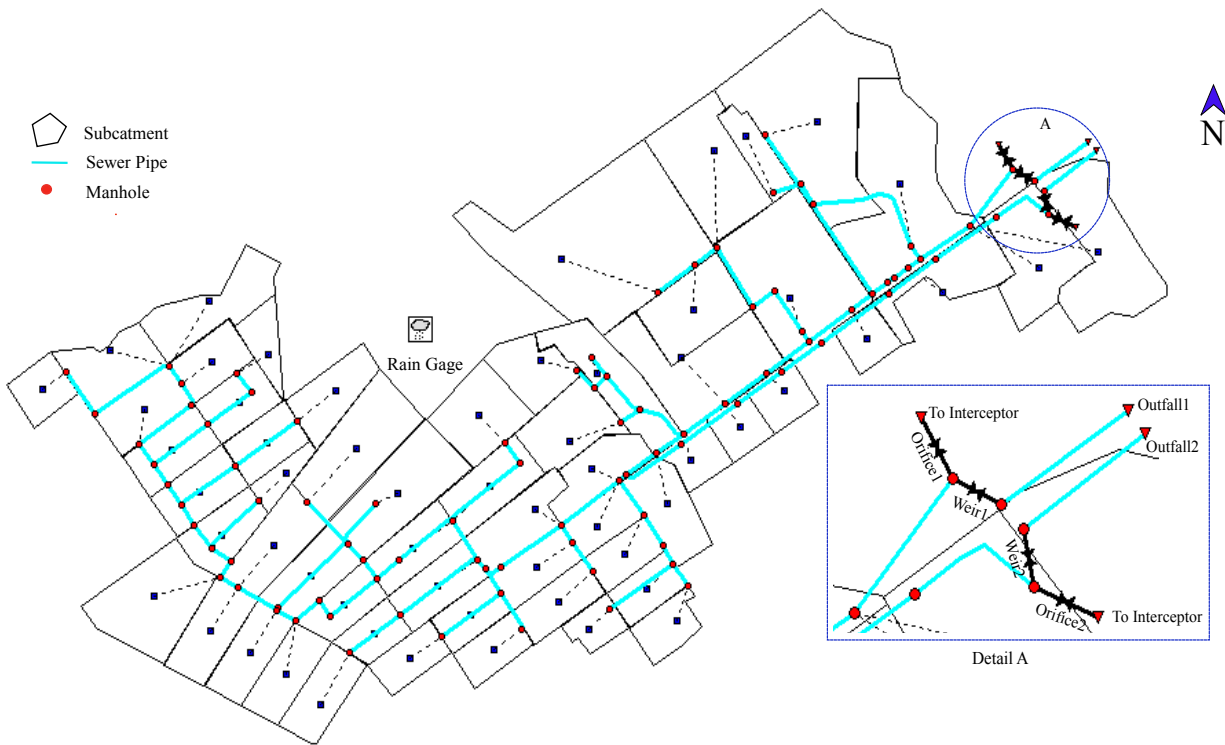 Subcatment
Sewer Pipe
Manhole
Rain Gage
A
N
To Interceptor
Outfall1
Outfall2
Orifice1
Weir1
Weir2
Orifice2
To Interceptor
Detail A